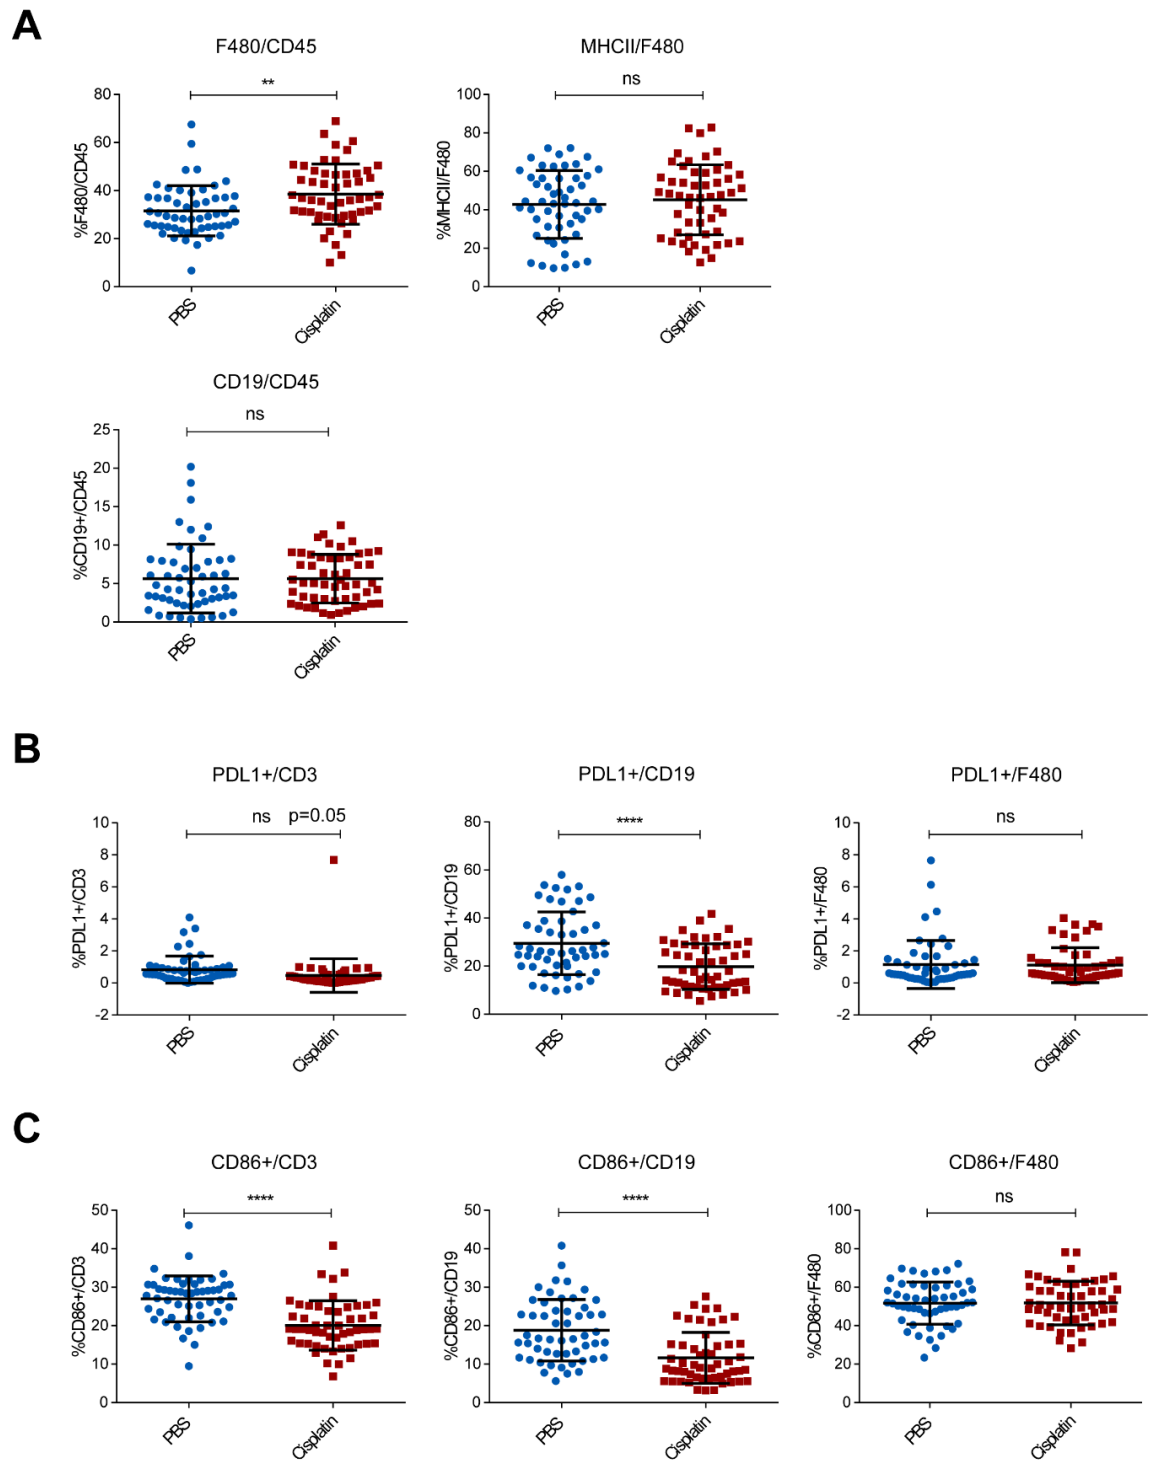 A
F480/CD45
**
%F480/CD45
80
60
40
20
0
PBS
Cisplatin
MHCII/F480
ns
%MHCII/F480
100
80
60
40
20
0
PBS
Cisplatin
CD19/CD45
ns
%CD19+/CD45
25
20
15
10
5
0
PBS
Cisplatin
B
PDL1+/CD3
ns p=0.05
%PDL1+/CD3
10
8
6
4
2
0
-2
PBS
Cisplatin
PDL1+/CD19
****
%PDL1+/CD19
80
60
40
20
0
PBS
Cisplatin
PDL1+/F480
ns
%PDL1+/F480
10
8
6
4
2
0
-2
PBS
Cisplatin
C
CD86+/CD3
****
%CD86+/CD3
50
40
30
20
10
0
PBS
Cisplatin
CD86+/CD19
****
%CD86+/CD19
50
40
30
20
10
0
PBS
Cisplatin
CD86+/F480
ns
%CD86+/F480
100
80
60
40
20
0
PBS
Cisplatin